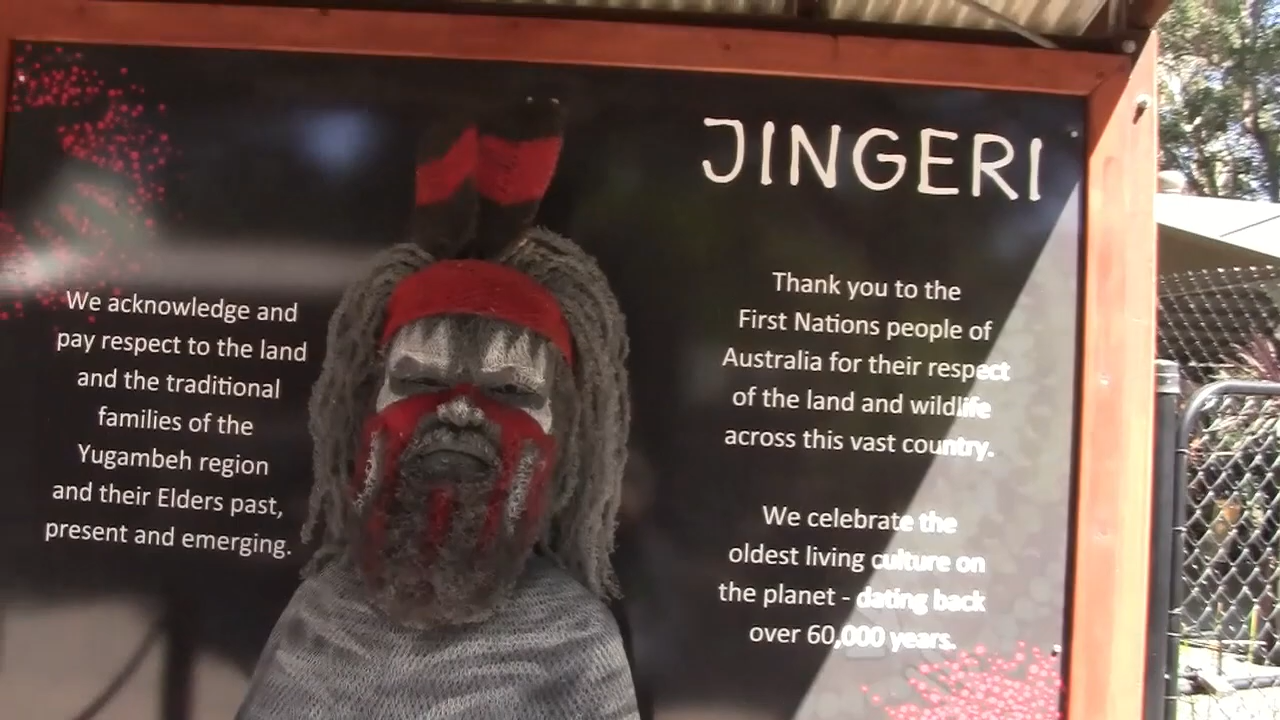 JINGERI
We acknowledge and
pay respect to the land
and the traditional
families of the
Yugambeh region
and their Elders past,
present and emerging.
Thank you to the
First Nations people of
Australia for their respect
of the land and wildlife
across this vast country.
We celebrate the
oldest living culture on
the planet - dating back
over 60,000 years.